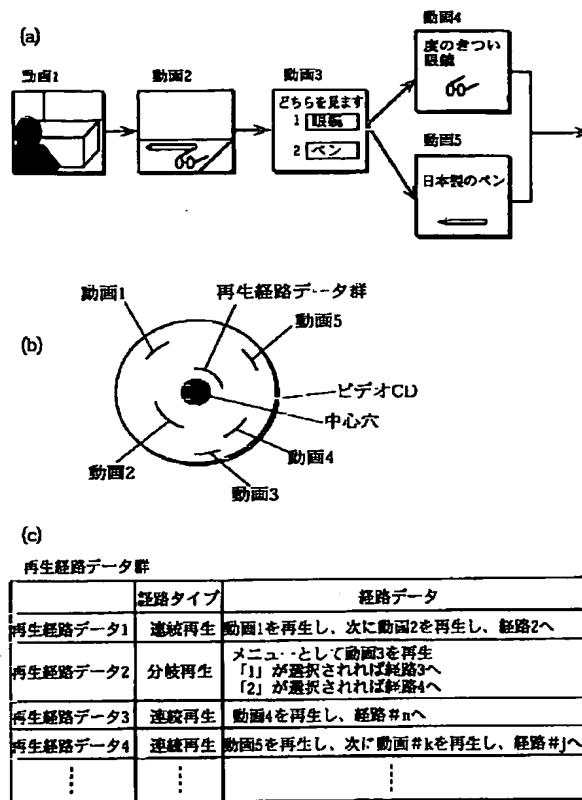 (a)
動画1
動画2
動画3
動画4
どちらを見ます
1 眼鏡
2 ペン
度のきつい
眼鏡
動画5
日本製のペン
(b)
動画1
再生経路データ群
動画5
ビデオCD
中心穴
動画4
動画3
動画2
(c)
再生経路データ群
経路タイプ 経路データ
再生経路データ1 連続再生 動画1を再生し、次に動画2を再生し、経路2へ
再生経路データ2 分岐再生 メニューとして動画3を再生
「1」が選択されれば経路3へ
「2」が選択されれば経路4へ
再生経路データ3 連続再生 動画4を再生し、経路#nへ
再生経路データ4 連続再生 動画5を再生し、次に動画#kを再生し、経路#jへ